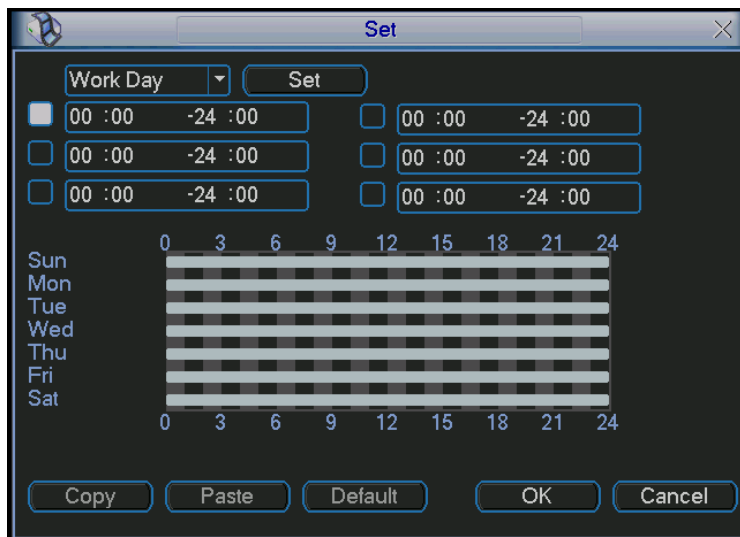 Set
Work Day Set
00 :00 -24 :00 00 :00 -24 :00
00 :00 -24 :00 00 :00 -24 :00
00 :00 -24 :00 00 :00 -24 :00
0 3 6 9 12 15 18 21 24
Sun
Mon
Tue
Wed
Thu
Fri
Sat
0 3 6 9 12 15 18 21 24
Copy Paste Default OK Cancel